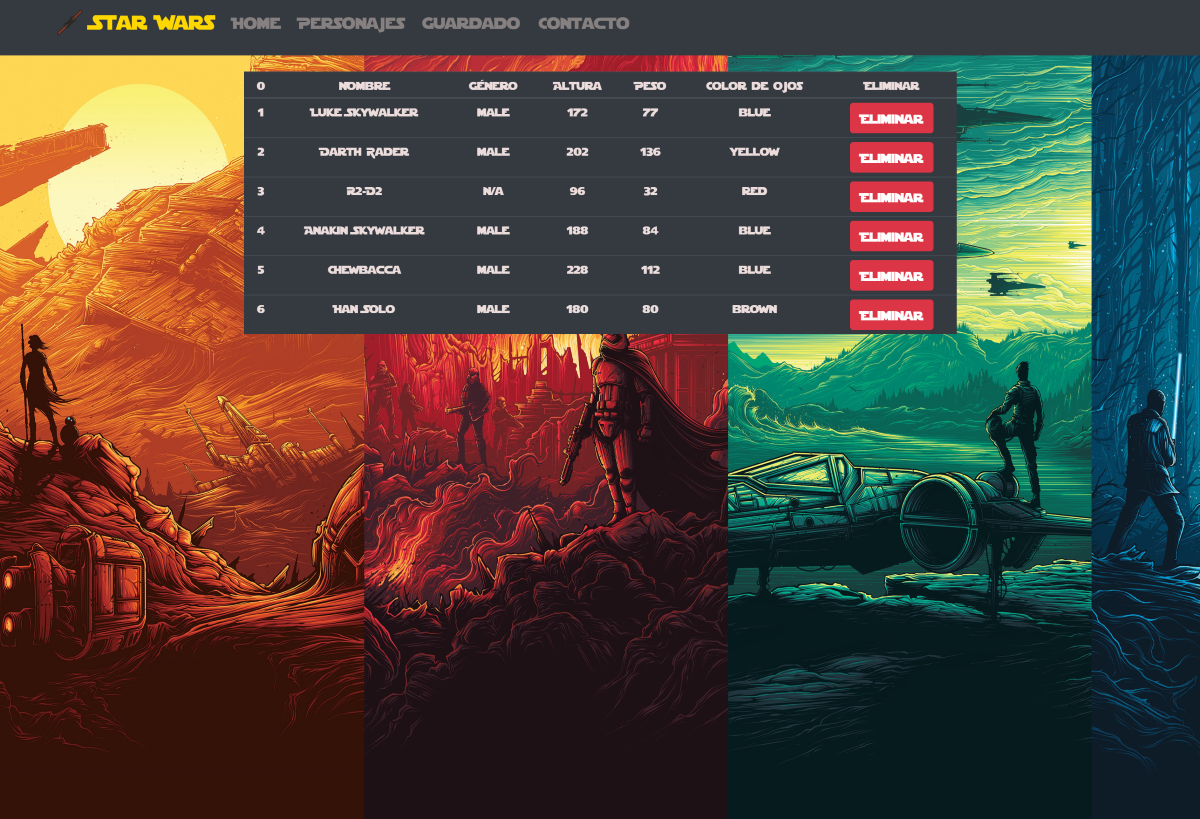 STAR WARS HOME PERSONAJES GUARDADO CONTACTO
0 NOMBRE GÉNERO ALTURA PESO COLOR DE OJOS ELIMINAR
1 LUKE SKYWALKER MALE 172 77 BLUE ELIMINAR
2 DARTH RADER MALE 202 136 YELLOW ELIMINAR
3 R2-D2 N/A 96 32 RED ELIMINAR
4 ANAKIN SKYWALKER MALE 188 84 BLUE ELIMINAR
5 CHEWBACCA MALE 228 112 BLUE ELIMINAR
6 HAN SOLO MALE 180 80 BROWN ELIMINAR